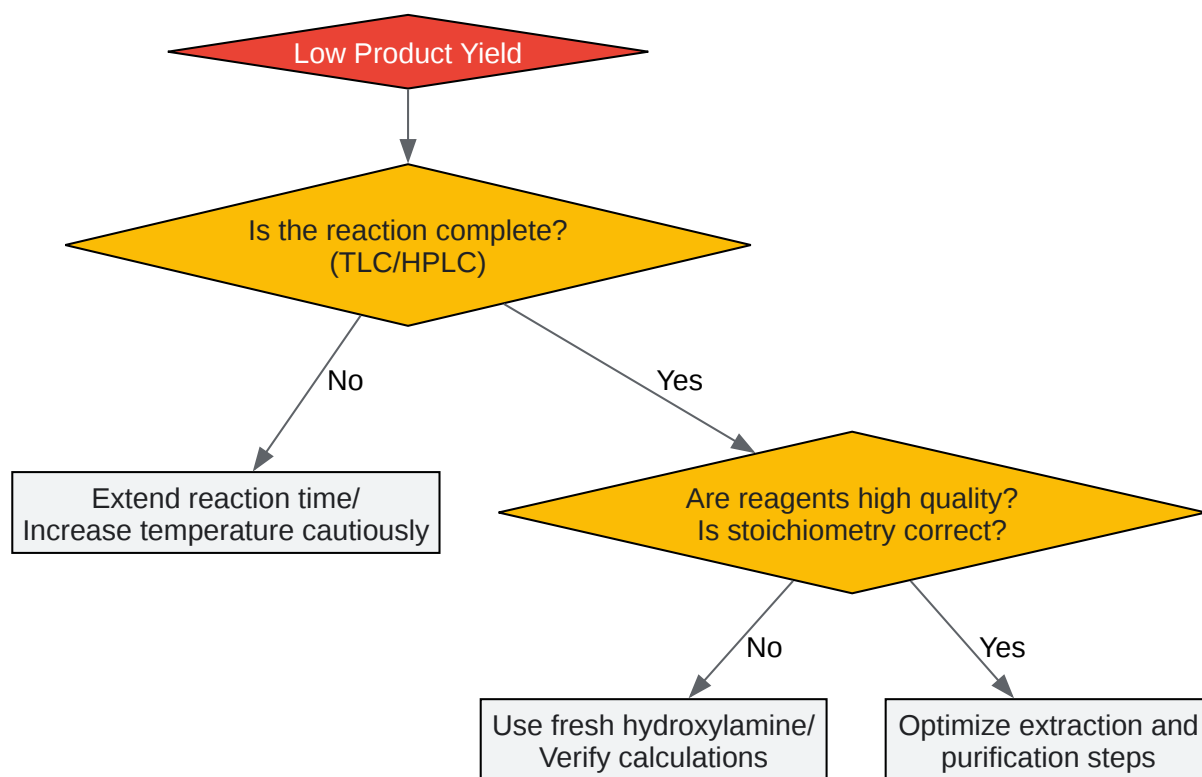 Low Product Yield
Is the reaction complete?
(TLC/HPLC)
No
Yes
Extend reaction time/
Increase temperature cautiously
Are reagents high quality?
Is stoichiometry correct?
No
Yes
Use fresh hydroxylamine/
Verify calculations
Optimize extraction and
purification steps